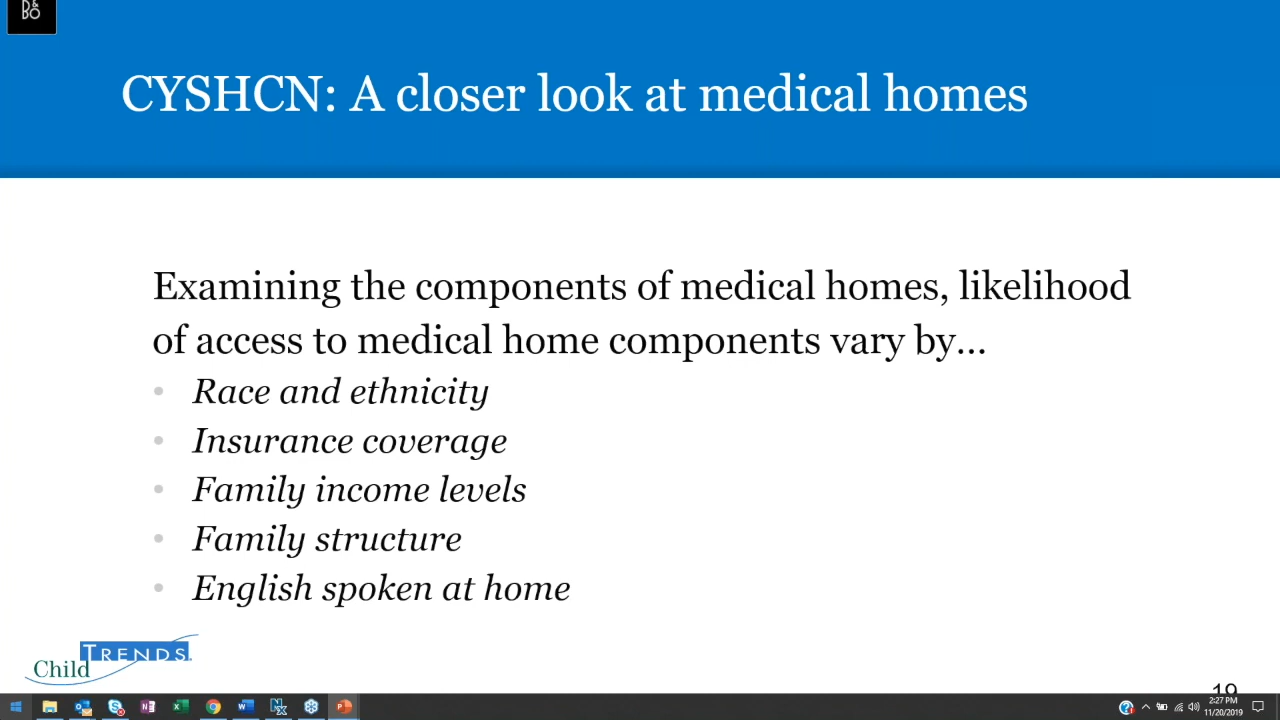 B&O
CYSHCN: A closer look at medical homes
Examining the components of medical homes, likelihood
of access to medical home components vary by...
• Race and ethnicity
• Insurance coverage
• Family income levels
• Family structure
• English spoken at home
Child TRENDS
19
2:27 PM
11/20/2019